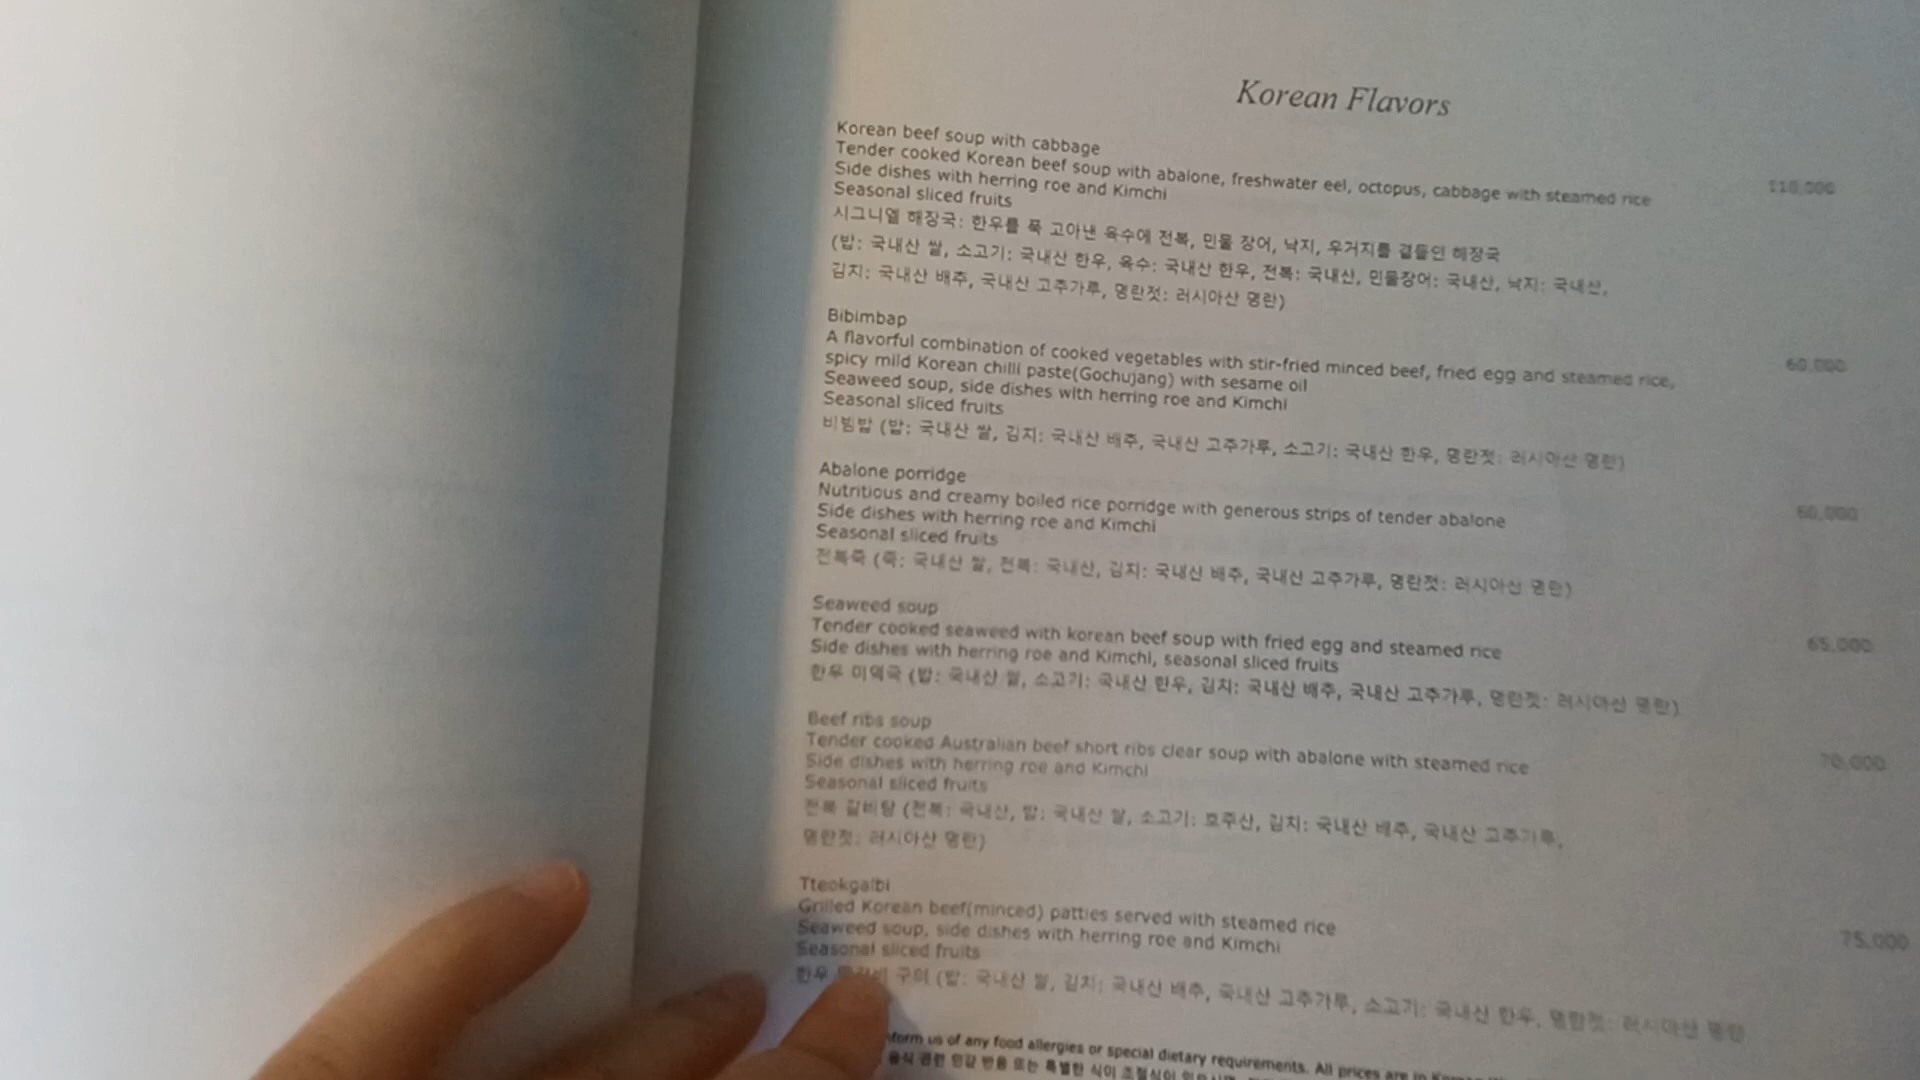 Korean Flavors
Korean beef soup with cabbage
Tender cooked Korean beef soup with abalone, freshwater eel, octopus, cabbage with steamed rice 110,000
Side dishes with herring roe and Kimchi
Seasonal sliced fruits
시그니엘 해장국: 한우를 푹 고아낸 육수에 전복, 민물 장어, 낙지, 우거지를 곁들인 해장국
(밥: 국내산 쌀, 소고기: 국내산 한우, 육수: 국내산 한우, 전복: 국내산, 민물장어: 국내산, 낙지: 국내산,
김치: 국내산 배추, 국내산 고추가루, 명란젓: 러시아산 명란)
Bibimbap
A flavorful combination of cooked vegetables with stir-fried minced beef, fried egg and steamed rice, 60,000
spicy mild Korean chilli paste(Gochujang) with sesame oil
Seaweed soup, side dishes with herring roe and Kimchi
Seasonal sliced fruits
비빔밥 (밥: 국내산 쌀, 김치: 국내산 배추, 국내산 고추가루, 소고기: 국내산 한우, 명란젓: 러시아산 명란)
Abalone porridge
Nutritious and creamy boiled rice porridge with generous strips of tender abalone 60,000
Side dishes with herring roe and Kimchi
Seasonal sliced fruits
전복죽 (죽: 국내산 쌀, 전복: 국내산, 김치: 국내산 배추, 국내산 고추가루, 명란젓: 러시아산 명란)
Seaweed soup
Tender cooked seaweed with korean beef soup with fried egg and steamed rice 65,000
Side dishes with herring roe and Kimchi, seasonal sliced fruits
한우 미역국 (밥: 국내산 쌀, 소고기: 국내산 한우, 김치: 국내산 배추, 국내산 고추가루, 명란젓: 러시아산 명란)
Beef ribs soup
Tender cooked Australian beef short ribs clear soup with abalone with steamed rice 70,000
Side dishes with herring roe and Kimchi
Seasonal sliced fruits
전복 갈비탕 (전복: 국내산, 밥: 국내산 쌀, 소고기: 호주산, 김치: 국내산 배추, 국내산 고추가루,
명란젓: 러시아산 명란)
Tteokgalbi
Grilled Korean beef(minced) patties served with steamed rice 75,000
Seaweed soup, side dishes with herring roe and Kimchi
Seasonal sliced fruits
한우 구이 (밥: 국내산 쌀, 김치: 국내산 배추, 국내산 고추가루, 소고기: 국내산 한우, 명란젓: 러시아산 명란
us of any food allergies or special dietary requirements. All prices are in
음식 관련 민감 반응 또는 특별한 식이